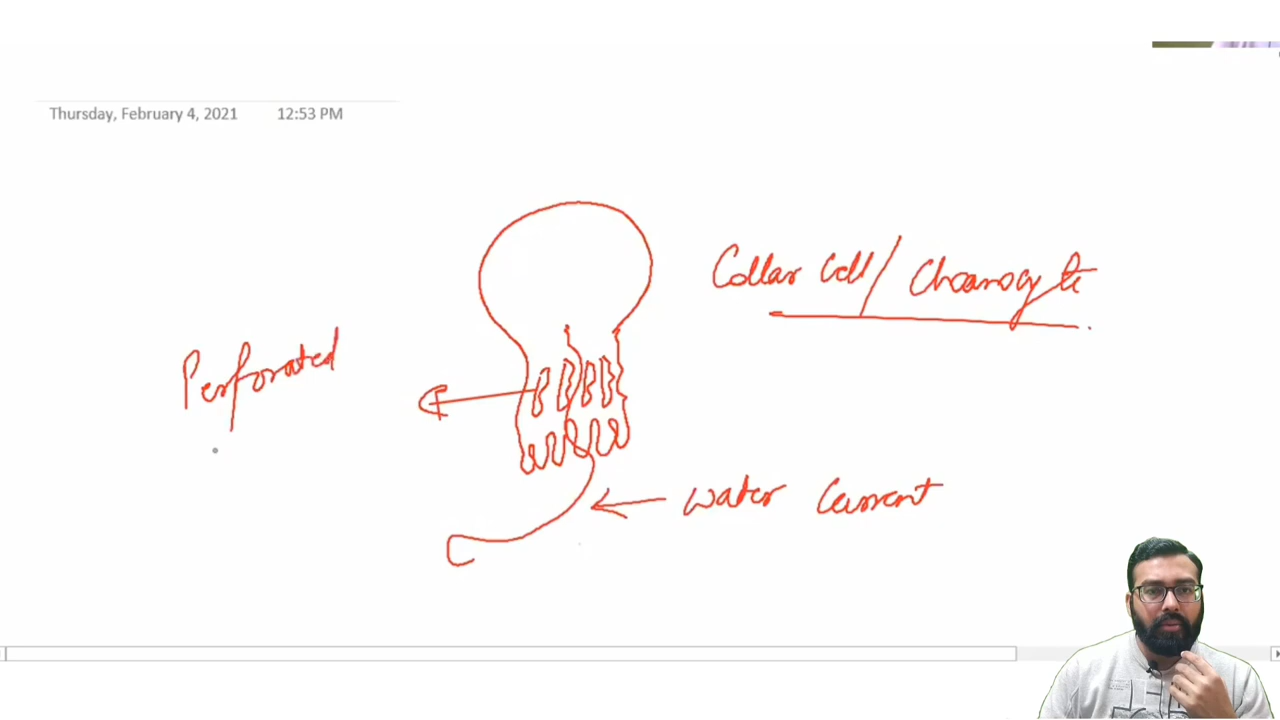 Thursday, February 4, 2021 12:53 PM
Collar Cell/Choanocyte
Perforated
Water Current